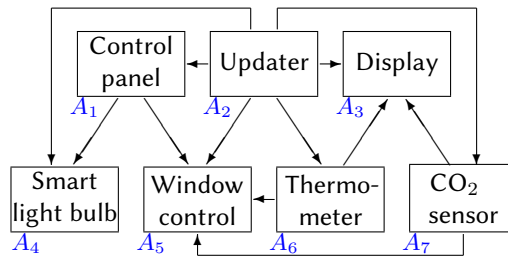 Control
panel
A1
Updater
A2
Display
A3
Smart
light bulb
A4
Window
control
A5
Thermo-
meter
A6
CO2
sensor
A7